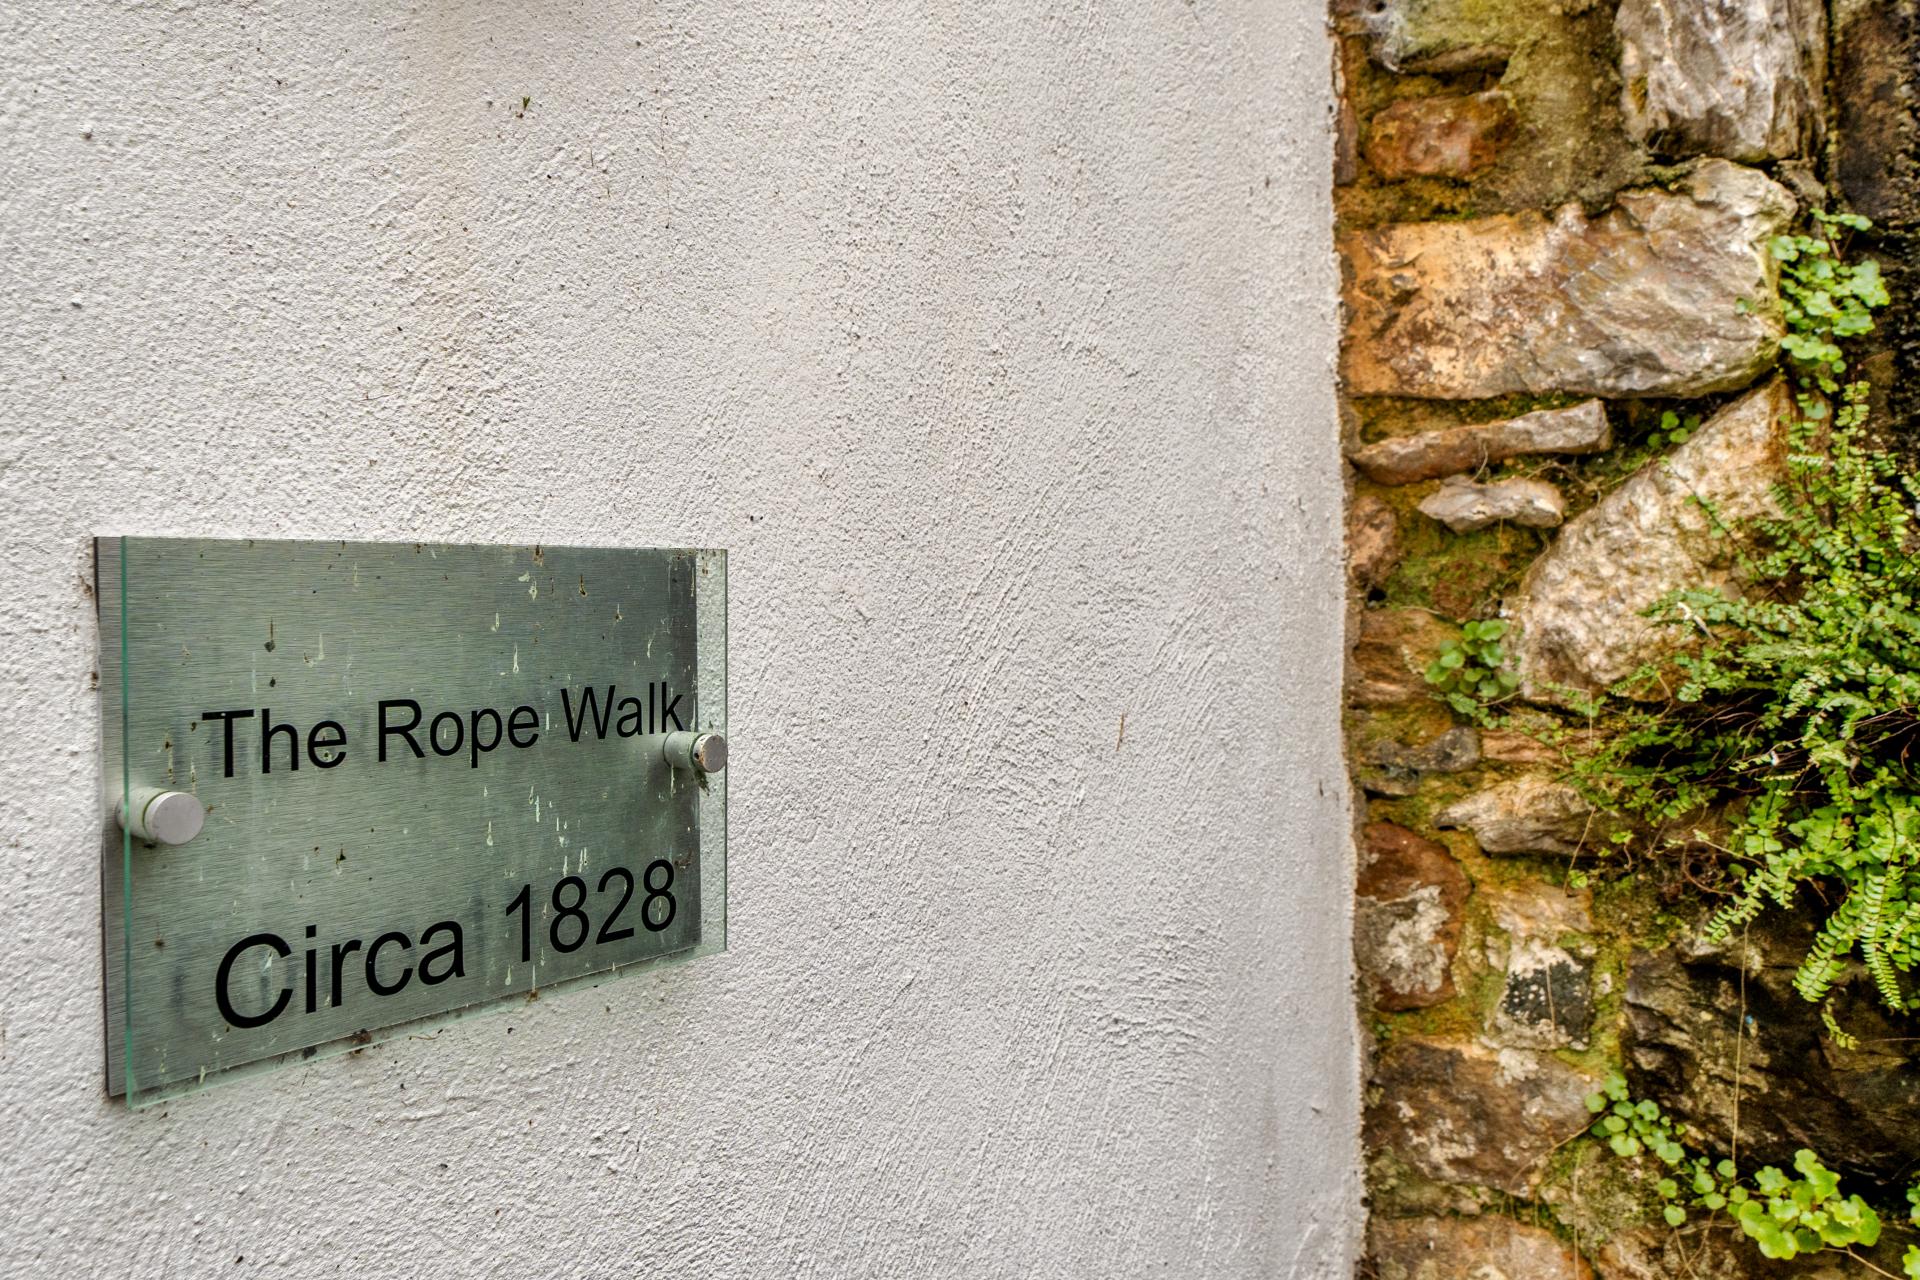 The Rope Walk
Circa 1828